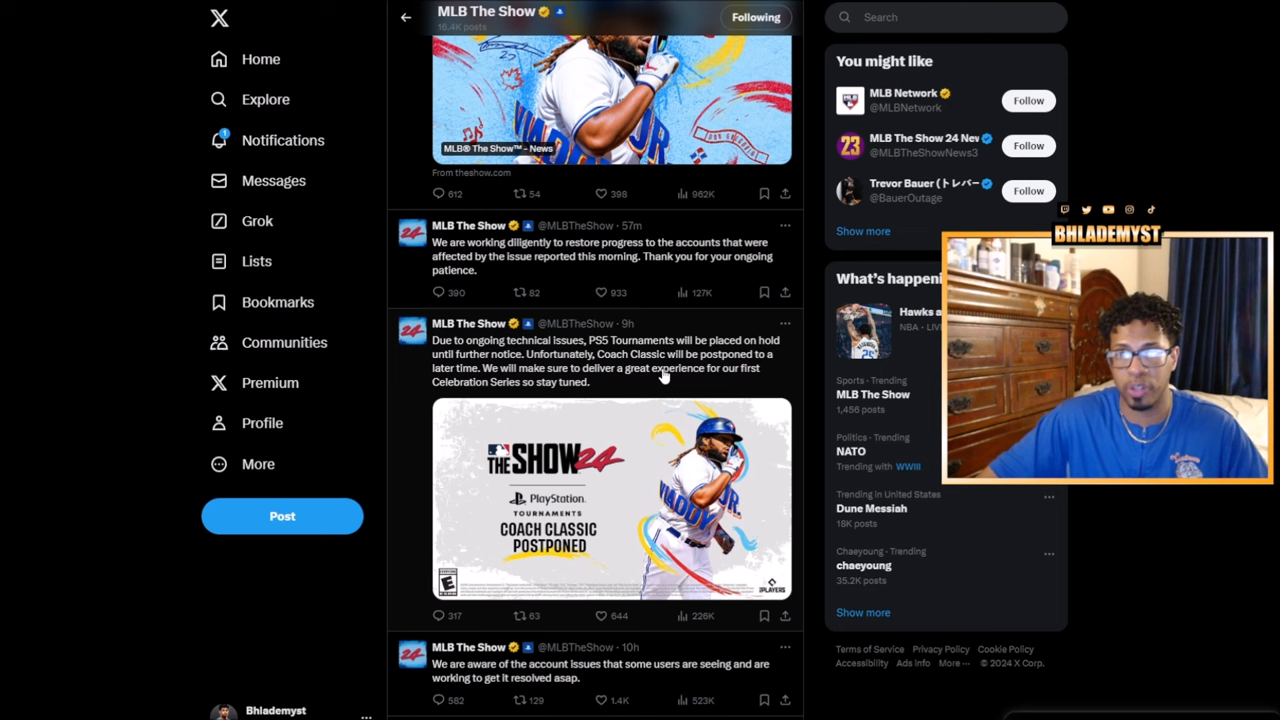 Home
Explore
1
Notifications
Messages
Grok
Lists
Bookmarks
Communities
Premium
Profile
More
Post
Bhlademyst
MLB The Show
16.4K posts
Following
MLB® The Show™ - News
From theshow.com
612 54 398 962K
MLB The Show @MLBTheShow · 57m
We are working diligently to restore progress to the accounts that were
affected by the issue reported this morning. Thank you for your ongoing
patience.
390 82 933 127K
MLB The Show @MLBTheShow · 9h
Due to ongoing technical issues, PS5 Tournaments will be placed on hold
until further notice. Unfortunately, Coach Classic will be postponed to a
later time. We will make sure to deliver a great experience for our first
Celebration Series so stay tuned.
THE SHOW 24
PlayStation.
TOURNAMENTS
COACH CLASSIC
POSTPONED
VLADDY JR.
E
2PLAYERS
317 63 644 226K
MLB The Show @MLBTheShow · 10h
We are aware of the account issues that some users are seeing and are
working to get it resolved asap.
582 129 1.4K 523K
Search
You might like
MLB Network
@MLBNetwork
Follow
MLB The Show 24 Nev
@MLBTheShowNews3
Follow
Trevor Bauer (トレバー
@BauerOutage
Follow
Show more
What's happeni
Hawks a
NBA · LIV
Sports · Trending
MLB The Show
1,456 posts
Politics · Trending
NATO
Trending with WWIII
Trending in United States
Dune Messiah
18K posts
Chaeyoung · Trending
chaeyoung
35.2K posts
Show more
Terms of Service Privacy Policy Cookie Policy
Accessibility Ads info More ··· © 2024 X Corp.
BHLADEMYST